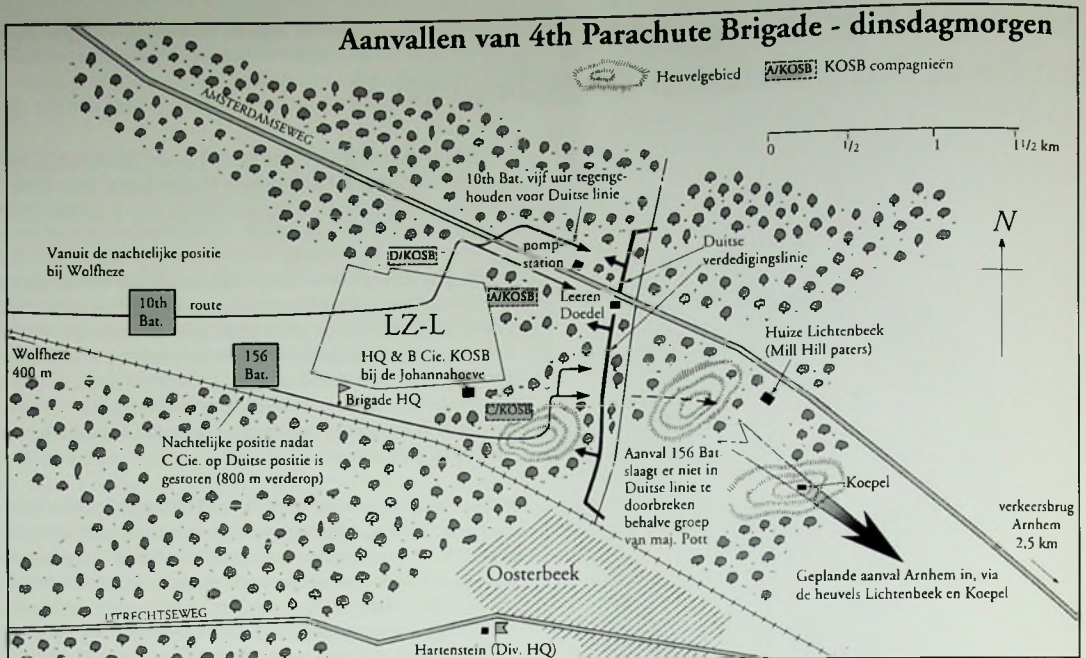 Aanvallen van 4th Parachute Brigade - dinsdagmorgen
Heuvelgebied
A/KOSB
KOSB compagnieën
0
1/2
1
1 1/2 km
AMSTERDAMSEWEG
10th Bat. vijf uur tegenge-
houden voor Duitse linie
N
Vanuit de nachtelijke positie
bij Wolfheze
D/KOSB
pomp-
station
Duitse
verdedigingslinie
10th
Bat.
route
A/KOSB
Leeren
Doedel
LZ-L
Huize Lichtenbeek
(Mill Hill paters)
Wolfheze
400 m
156
Bat.
HQ & B Cie. KOSB
bij de Johannahoeve
Brigade HQ
C/KOSB
Nachtelijke positie nadat
C Cie. op Duitse positie is
gestoten (800 m verderop)
Aanval 156 Bat
slaagt er niet in
Duitse linie te
doorbreken
behalve groep
van maj. Pott
Koepel
verkeersbrug
Arnhem
2,5 km
Oosterbeek
Geplande aanval Arnhem in, via
de heuvels Lichtenbeek en Koepel
UTRECHTSEWEG
Hartenstein (Div. HQ)